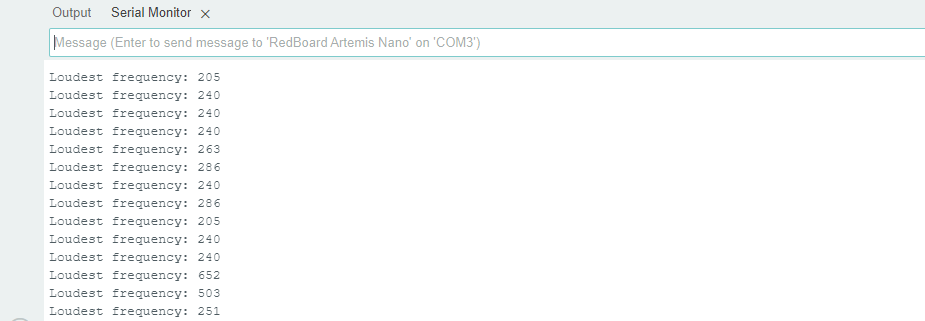 Output Serial Monitor ×
Message (Enter to send message to 'RedBoard Artemis Nano' on 'COM3')
Loudest frequency: 205
Loudest frequency: 240
Loudest frequency: 240
Loudest frequency: 240
Loudest frequency: 263
Loudest frequency: 286
Loudest frequency: 240
Loudest frequency: 286
Loudest frequency: 205
Loudest frequency: 240
Loudest frequency: 240
Loudest frequency: 652
Loudest frequency: 503
Loudest frequency: 251